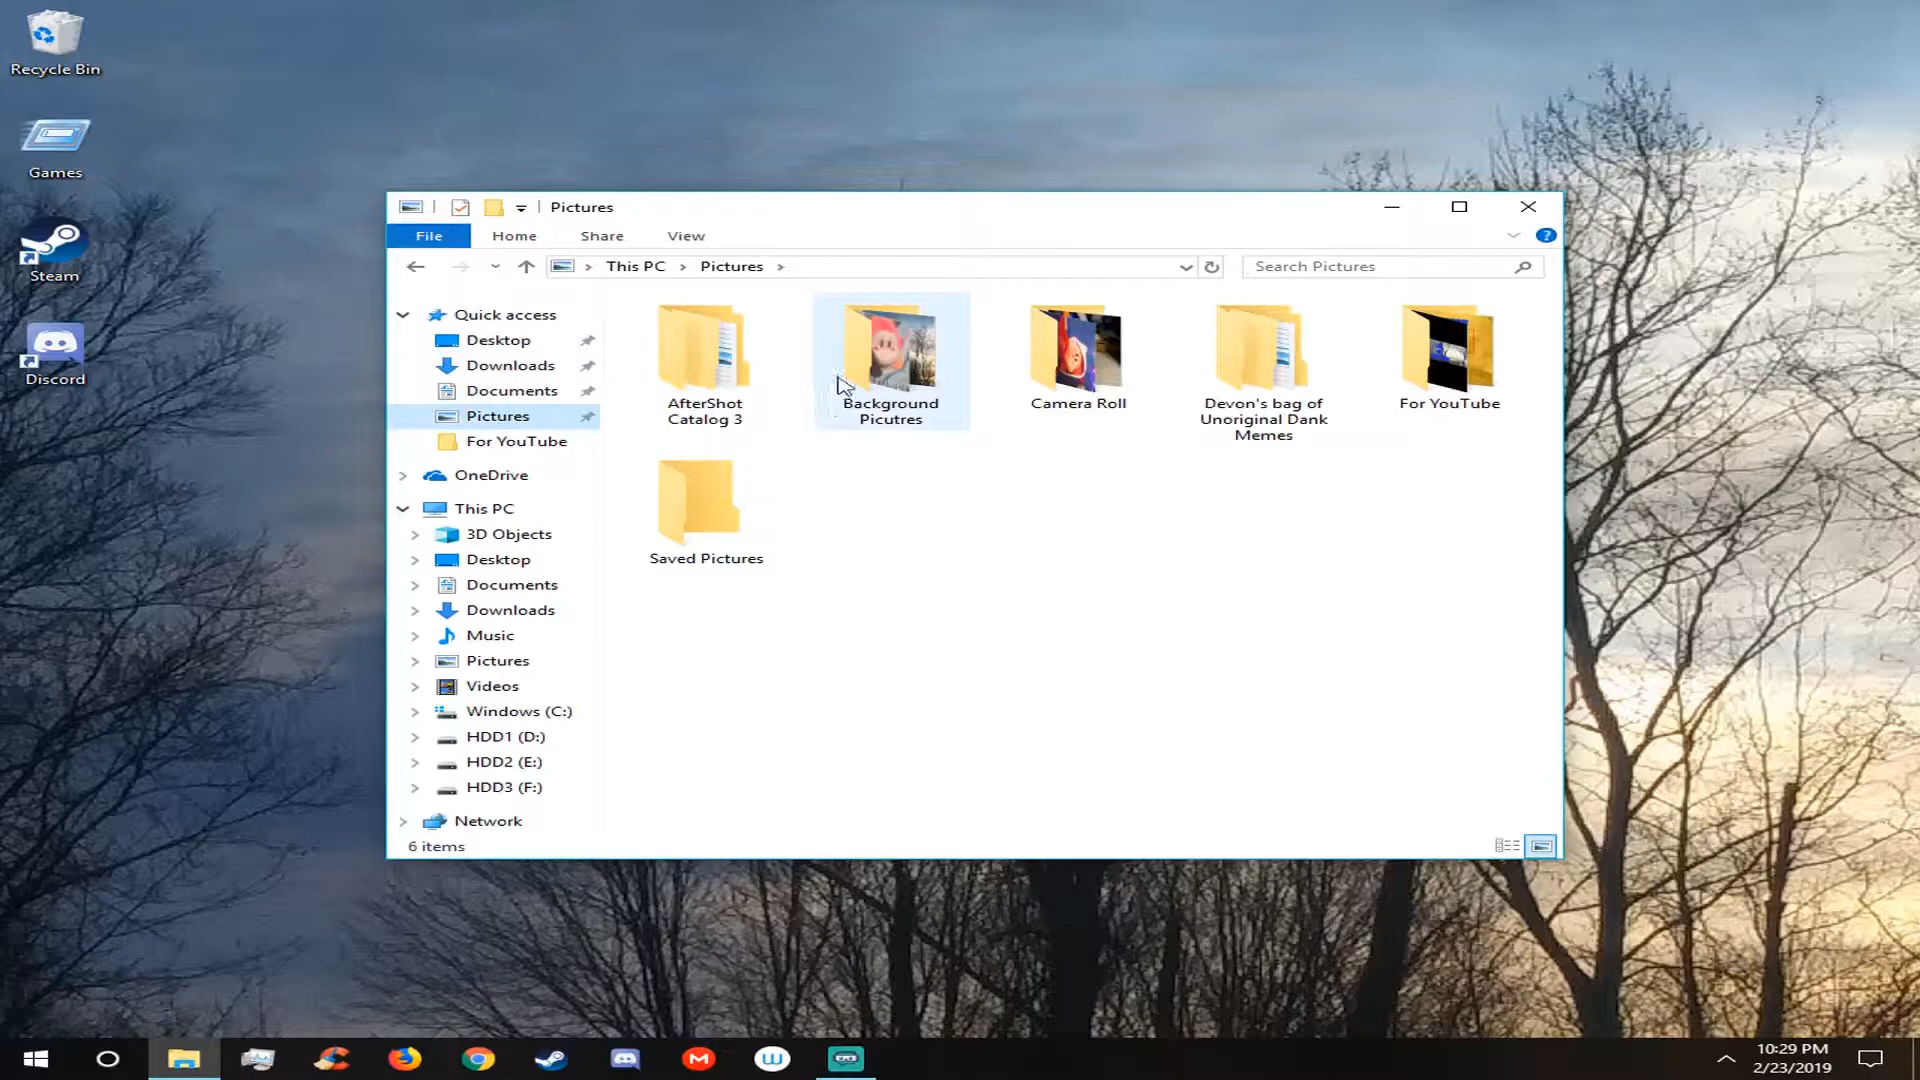 Recycle Bin
Games
Steam
Discord
Pictures
File Home Share View
This PC Pictures
Search Pictures
Quick access
Desktop
Downloads
Documents
Pictures
For YouTube
OneDrive
This PC
3D Objects
Desktop
Documents
Downloads
Music
Pictures
Videos
Windows (C:)
HDD1 (D:)
HDD2 (E:)
HDD3 (F:)
Network
AfterShot
Catalog 3
Background
Picutres
Camera Roll
Devon's bag of
Unoriginal Dank
Memes
For YouTube
Saved Pictures
6 items
10:29 PM
2/23/2019